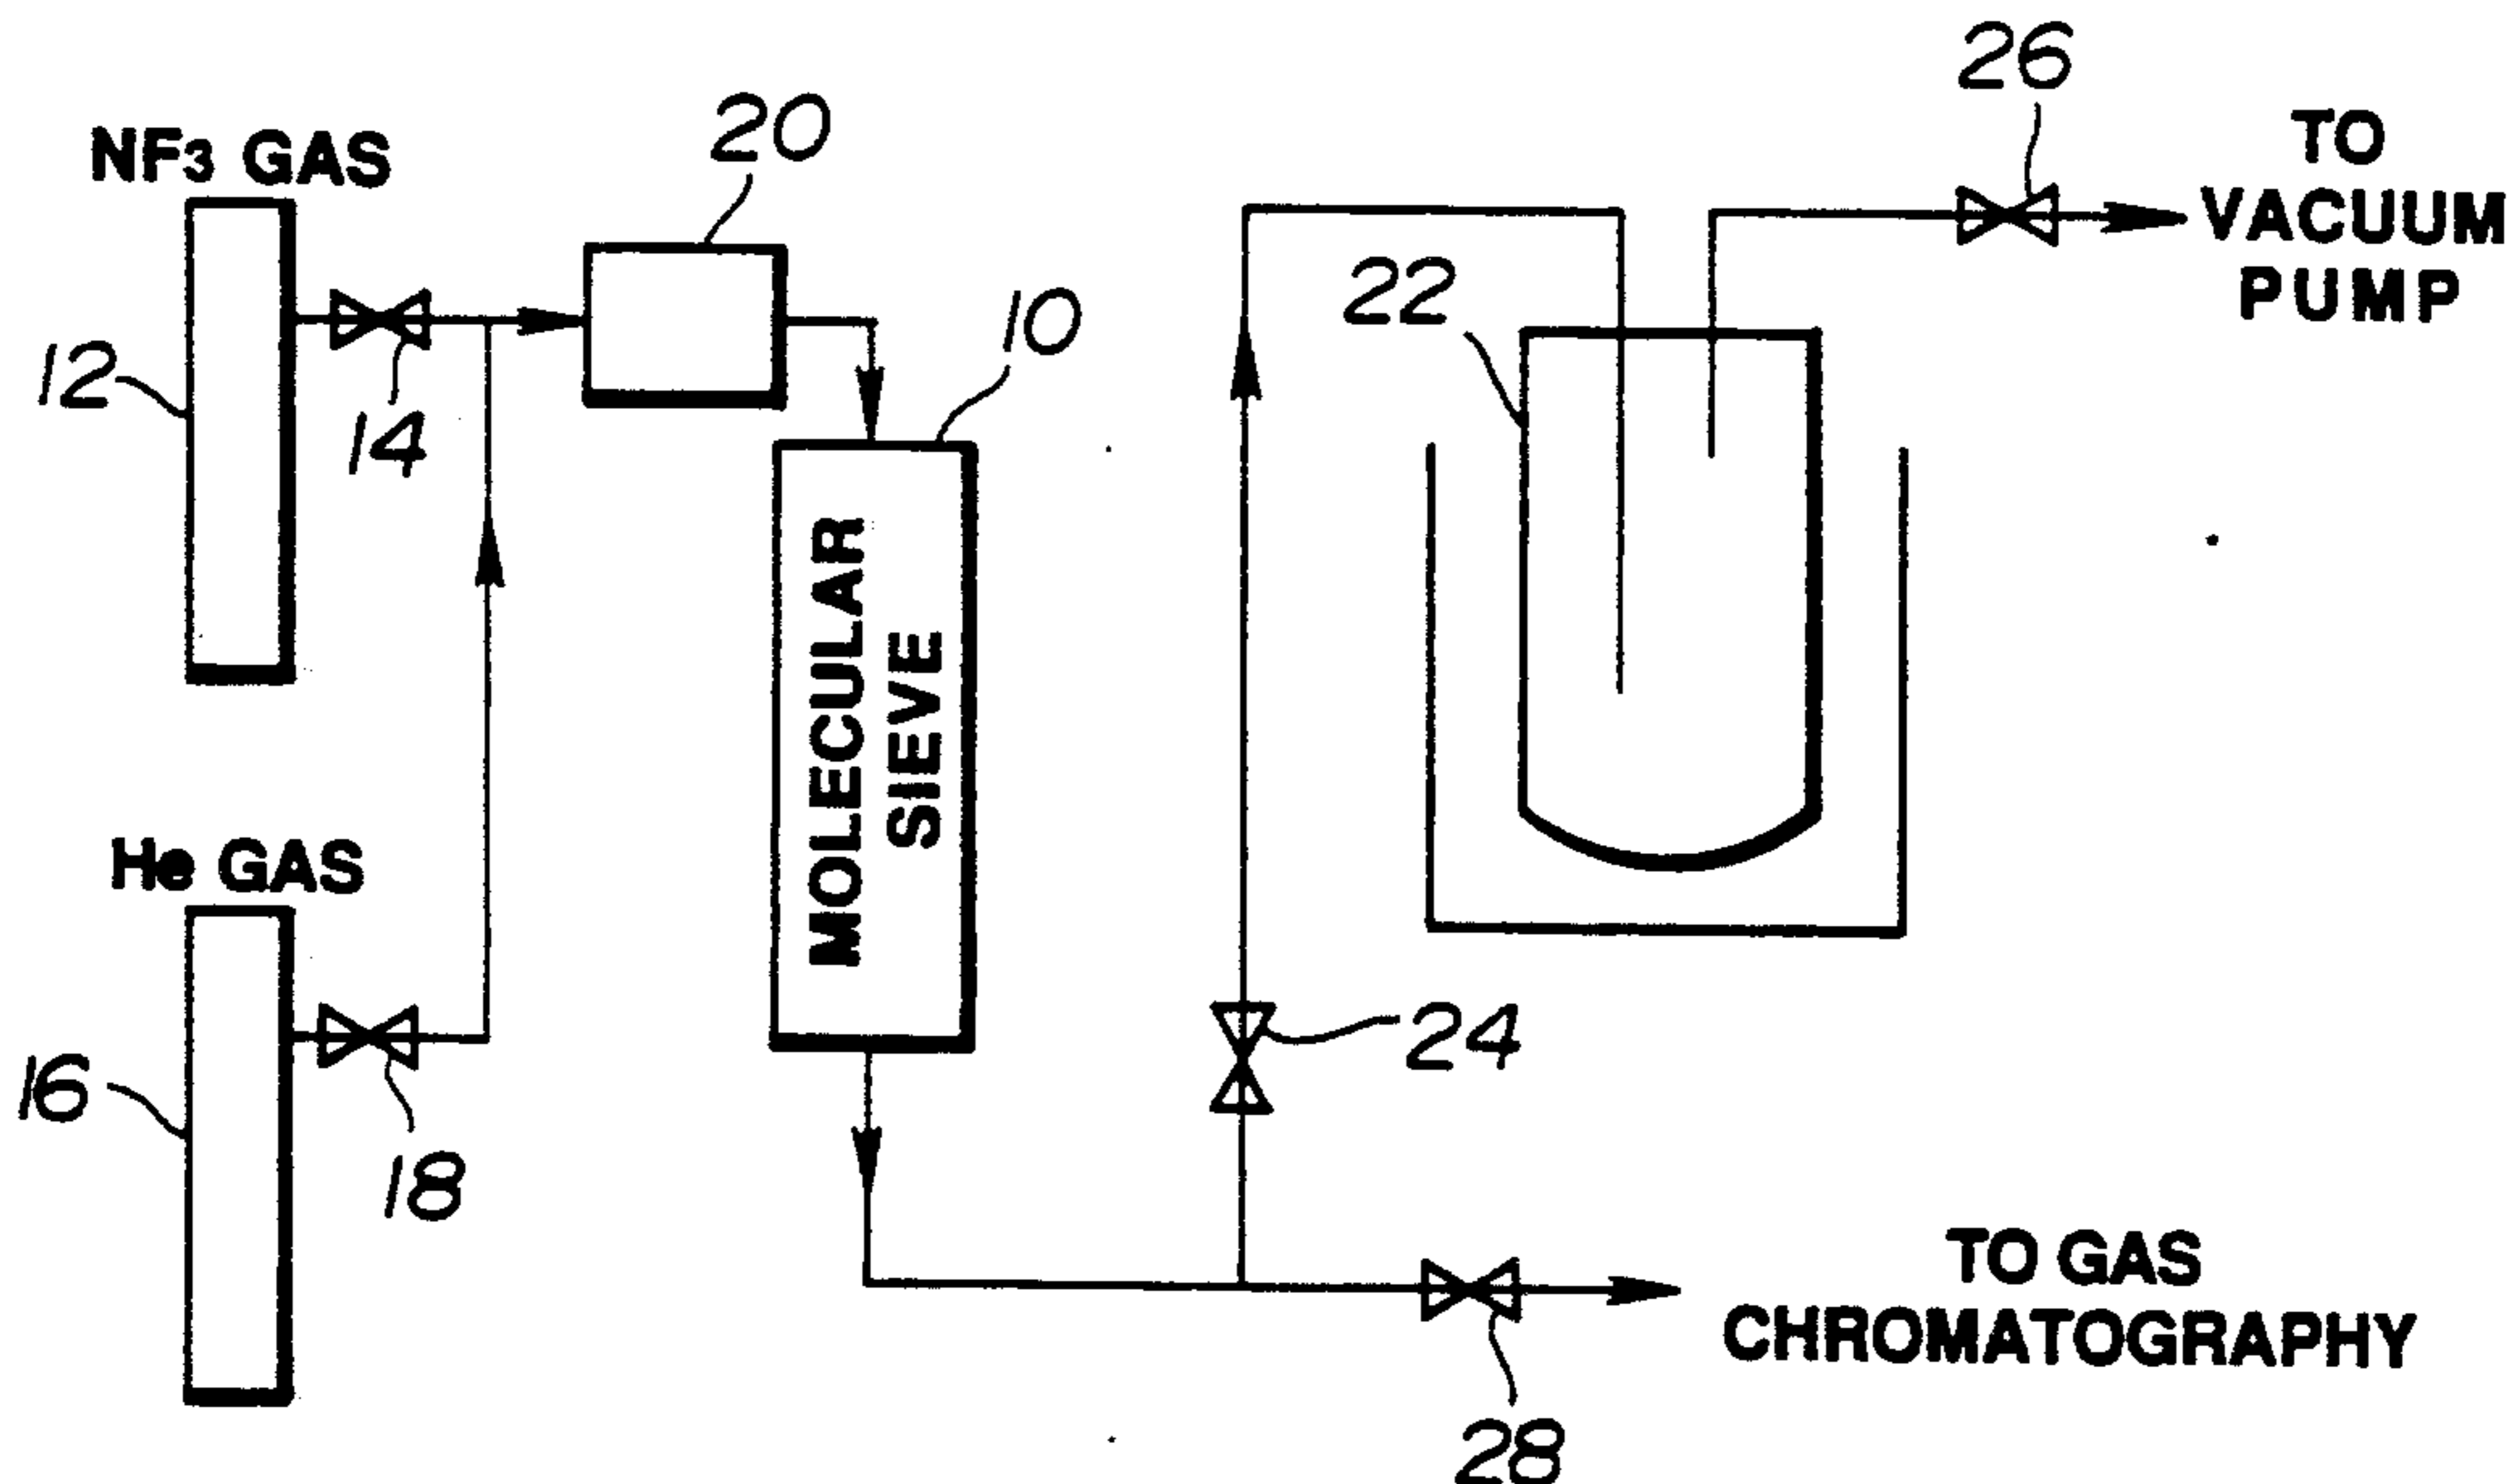 26
TO
VACUUM
PUMP
20
NF3 GAS
22
10
12
14
MOLECULAR
SIEVE
He GAS
24
16
18
TO GAS
CHROMATOGRAPHY
28